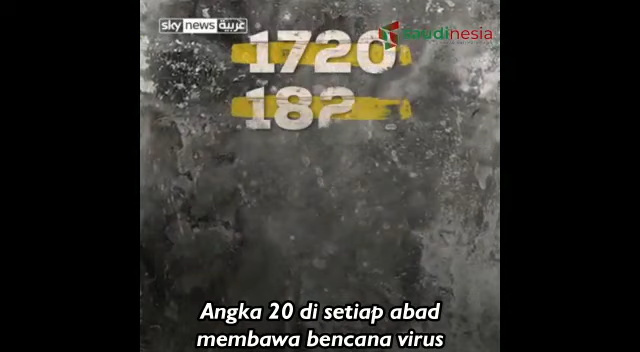 sky news عربية
Saudinesia
1720
182
Angka 20 di setiap abad
membawa bencana virus